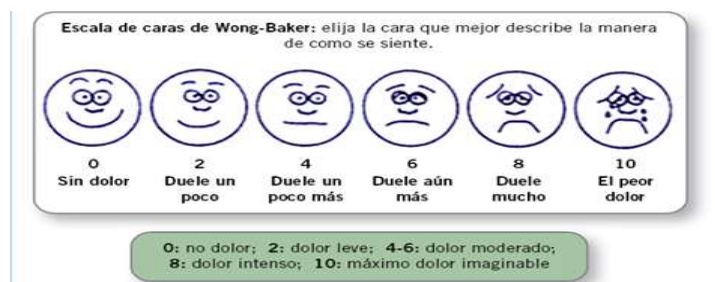 Escala de caras de Wong-Baker: elija la cara que mejor describe la manera
de como se siente.
0 2 4 6 8 10
Sin dolor Duele un Duele un Duele aún Duele El peor
poco poco más más mucho dolor
0: no dolor; 2: dolor leve; 4-6: dolor moderado;
8: dolor intenso; 10: máximo dolor imaginable